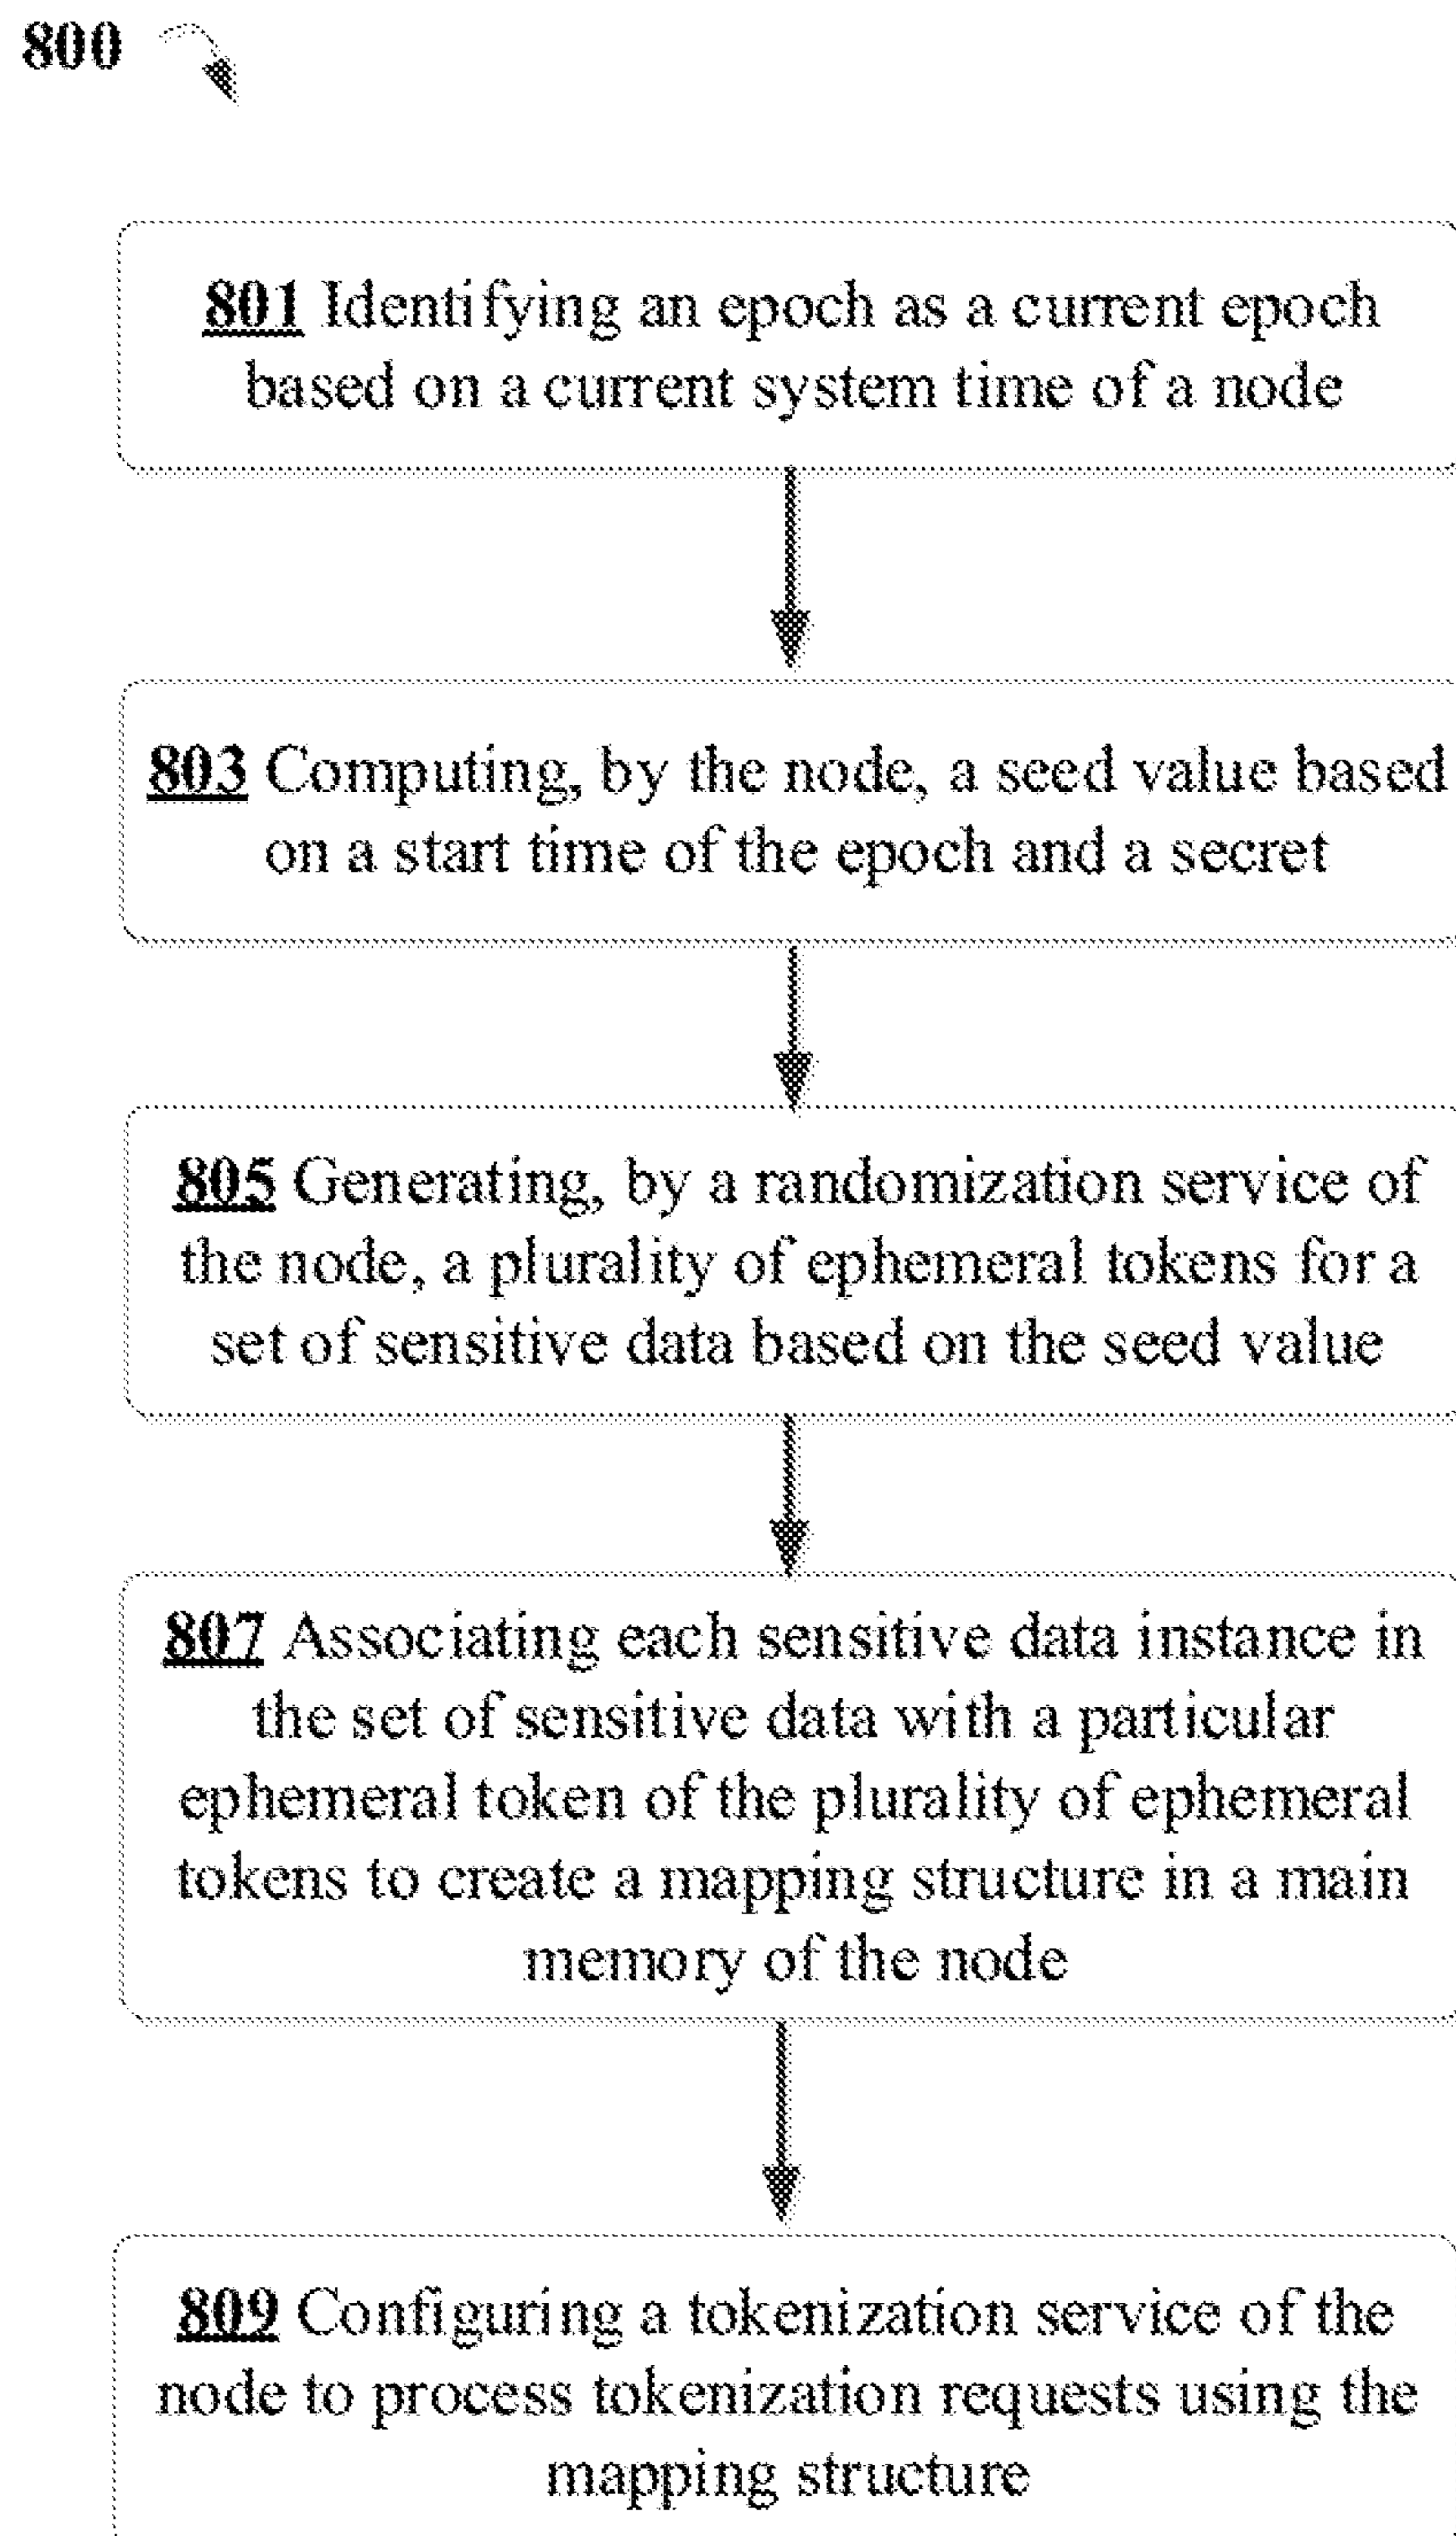 800
801 Identifying an epoch as a current epoch
based on a current system time of a node
803 Computing, by the node, a seed value based
on a start time of the epoch and a secret
805 Generating, by a randomization service of
the node, a plurality of ephemeral tokens for a
set of sensitive data based on the seed value
807 Associating each sensitive data instance in
the set of sensitive data with a particular
ephemeral token of the plurality of ephemeral
tokens to create a mapping structure in a main
memory of the node
809 Configuring a tokenization service of the
node to process tokenization requests using the
mapping structure